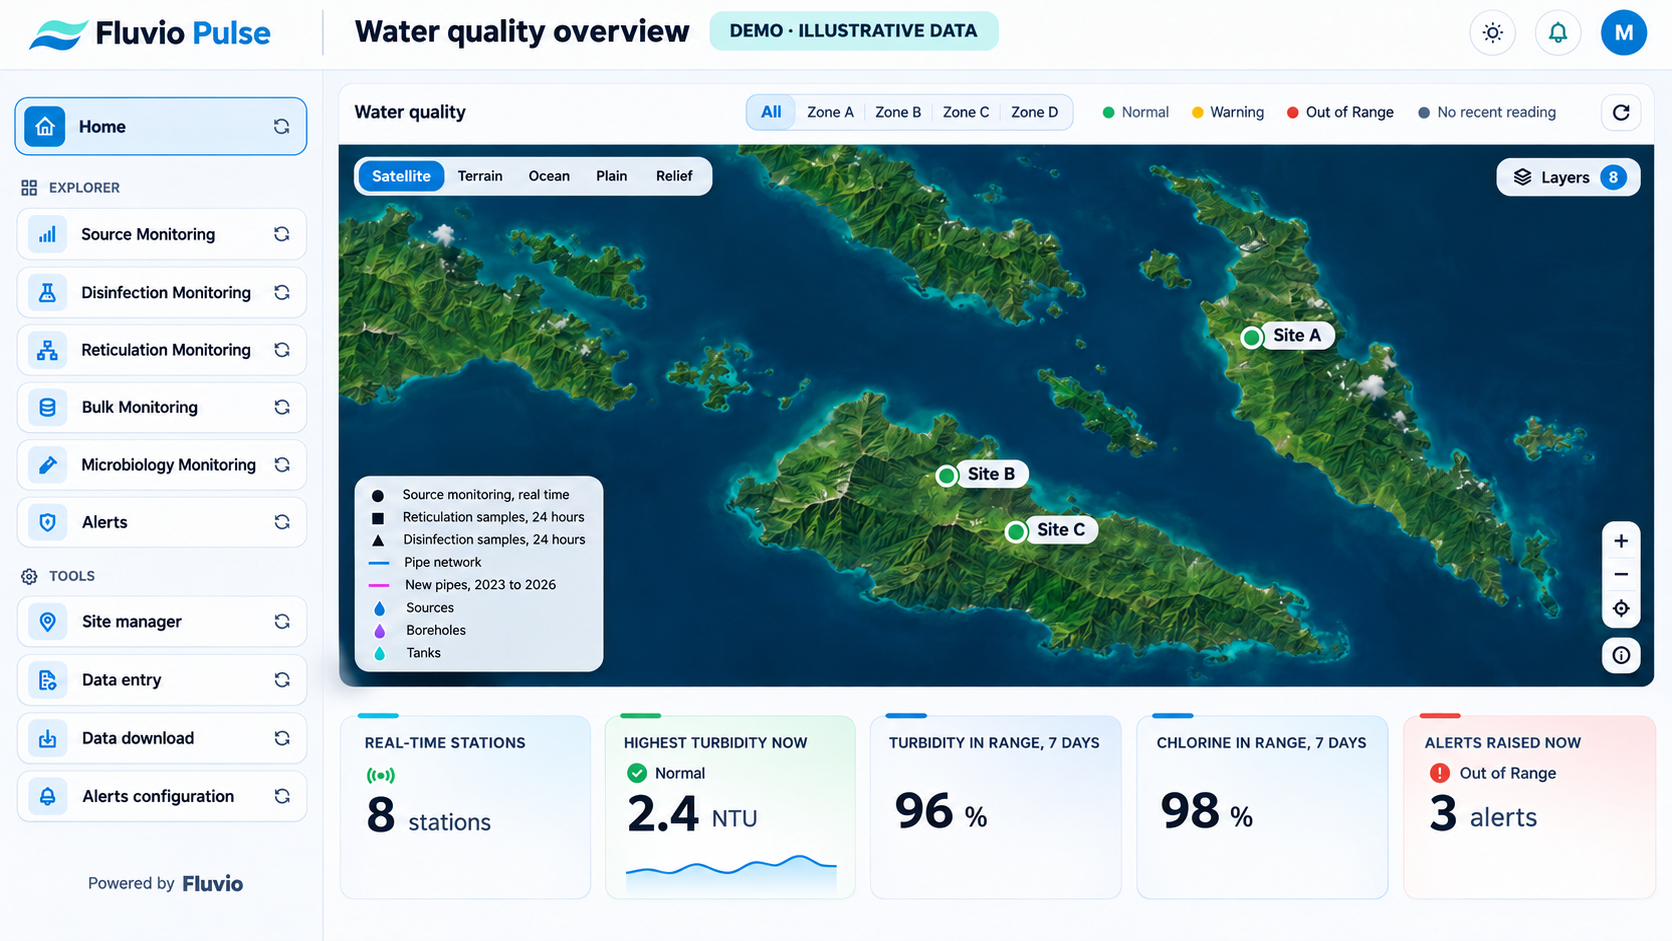 Fluvio Pulse
Water quality overview
DEMO · ILLUSTRATIVE DATA
M
Home
EXPLORER
Source Monitoring
Disinfection Monitoring
Reticulation Monitoring
Bulk Monitoring
Microbiology Monitoring
Alerts
TOOLS
Site manager
Data entry
Data download
Alerts configuration
Powered by Fluvio
Water quality
All Zone A Zone B Zone C Zone D
Normal Warning Out of Range No recent reading
Satellite Terrain Ocean Plain Relief
Layers 8
Site A
Site B
Site C
Source monitoring, real time
Reticulation samples, 24 hours
Disinfection samples, 24 hours
Pipe network
New pipes, 2023 to 2026
Sources
Boreholes
Tanks
REAL-TIME STATIONS
8 stations
HIGHEST TURBIDITY NOW
Normal
2.4 NTU
TURBIDITY IN RANGE, 7 DAYS
96 %
CHLORINE IN RANGE, 7 DAYS
98 %
ALERTS RAISED NOW
Out of Range
3 alerts